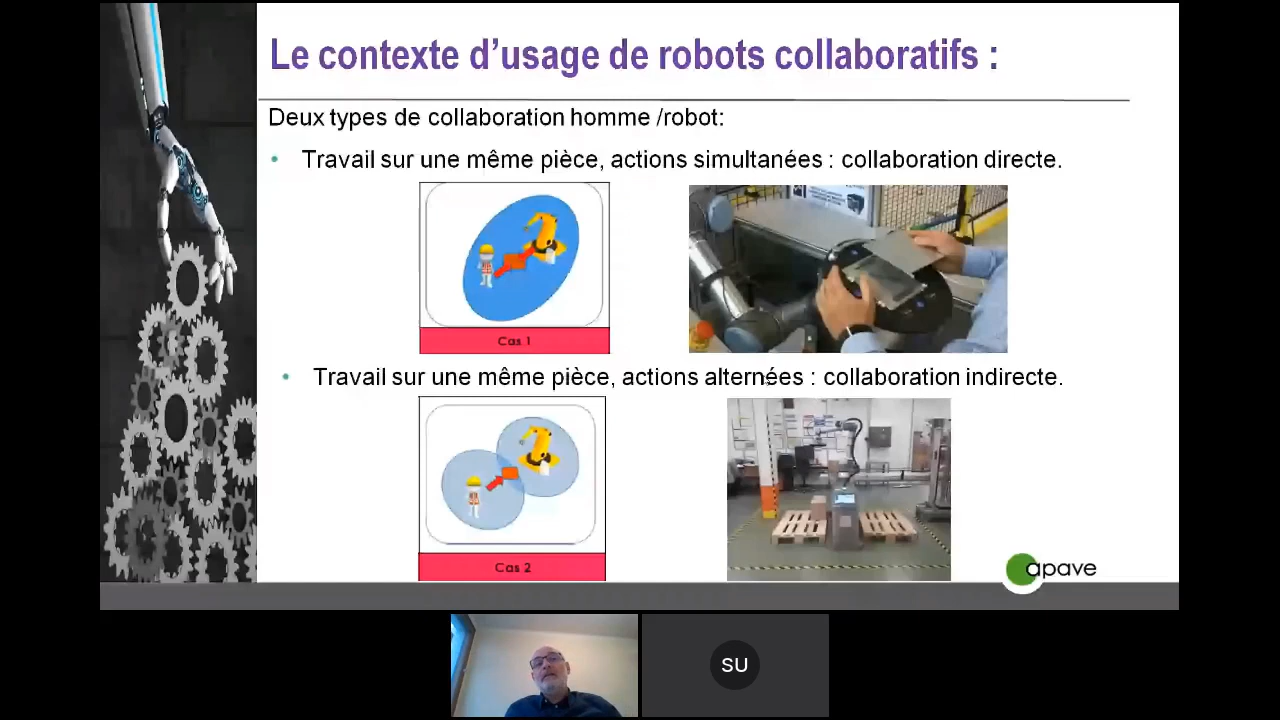 Le contexte d'usage de robots collaboratifs :
Deux types de collaboration homme /robot:
• Travail sur une même pièce, actions simultanées : collaboration directe.
Cas 1
• Travail sur une même pièce, actions alternées : collaboration indirecte.
Cas 2
apave
SU